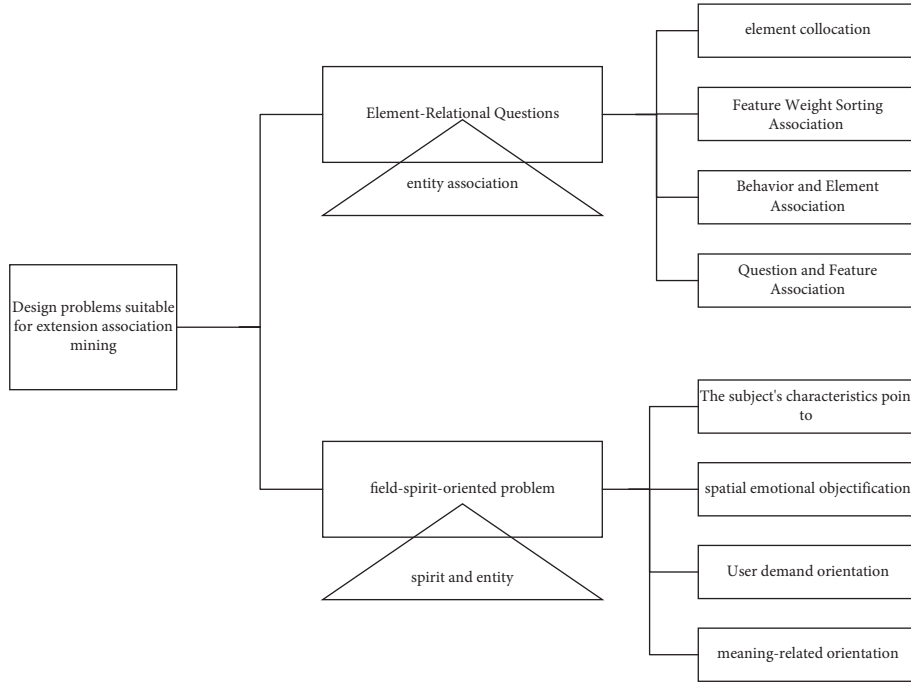 Design problems suitable
for extension association
mining
Element-Relational Questions
entity association
element collocation
Feature Weight Sorting
Association
Behavior and Element
Association
Question and Feature
Association
field-spirit-oriented problem
spirit and entity
The subject's characteristics point
to
spatial emotional objectification
User demand orientation
meaning-related orientation